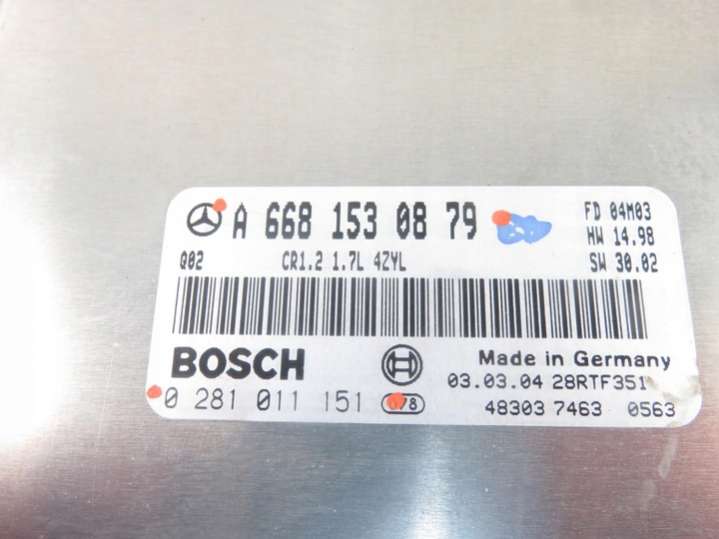 A 668 153 08 79
FD 04M03
HW 14.98
Q02 CR1.2 1.7L 4ZYL SW 30.02
BOSCH Made in Germany
03.03.04 28RTF351
0 281 011 151
48303 7463 0563